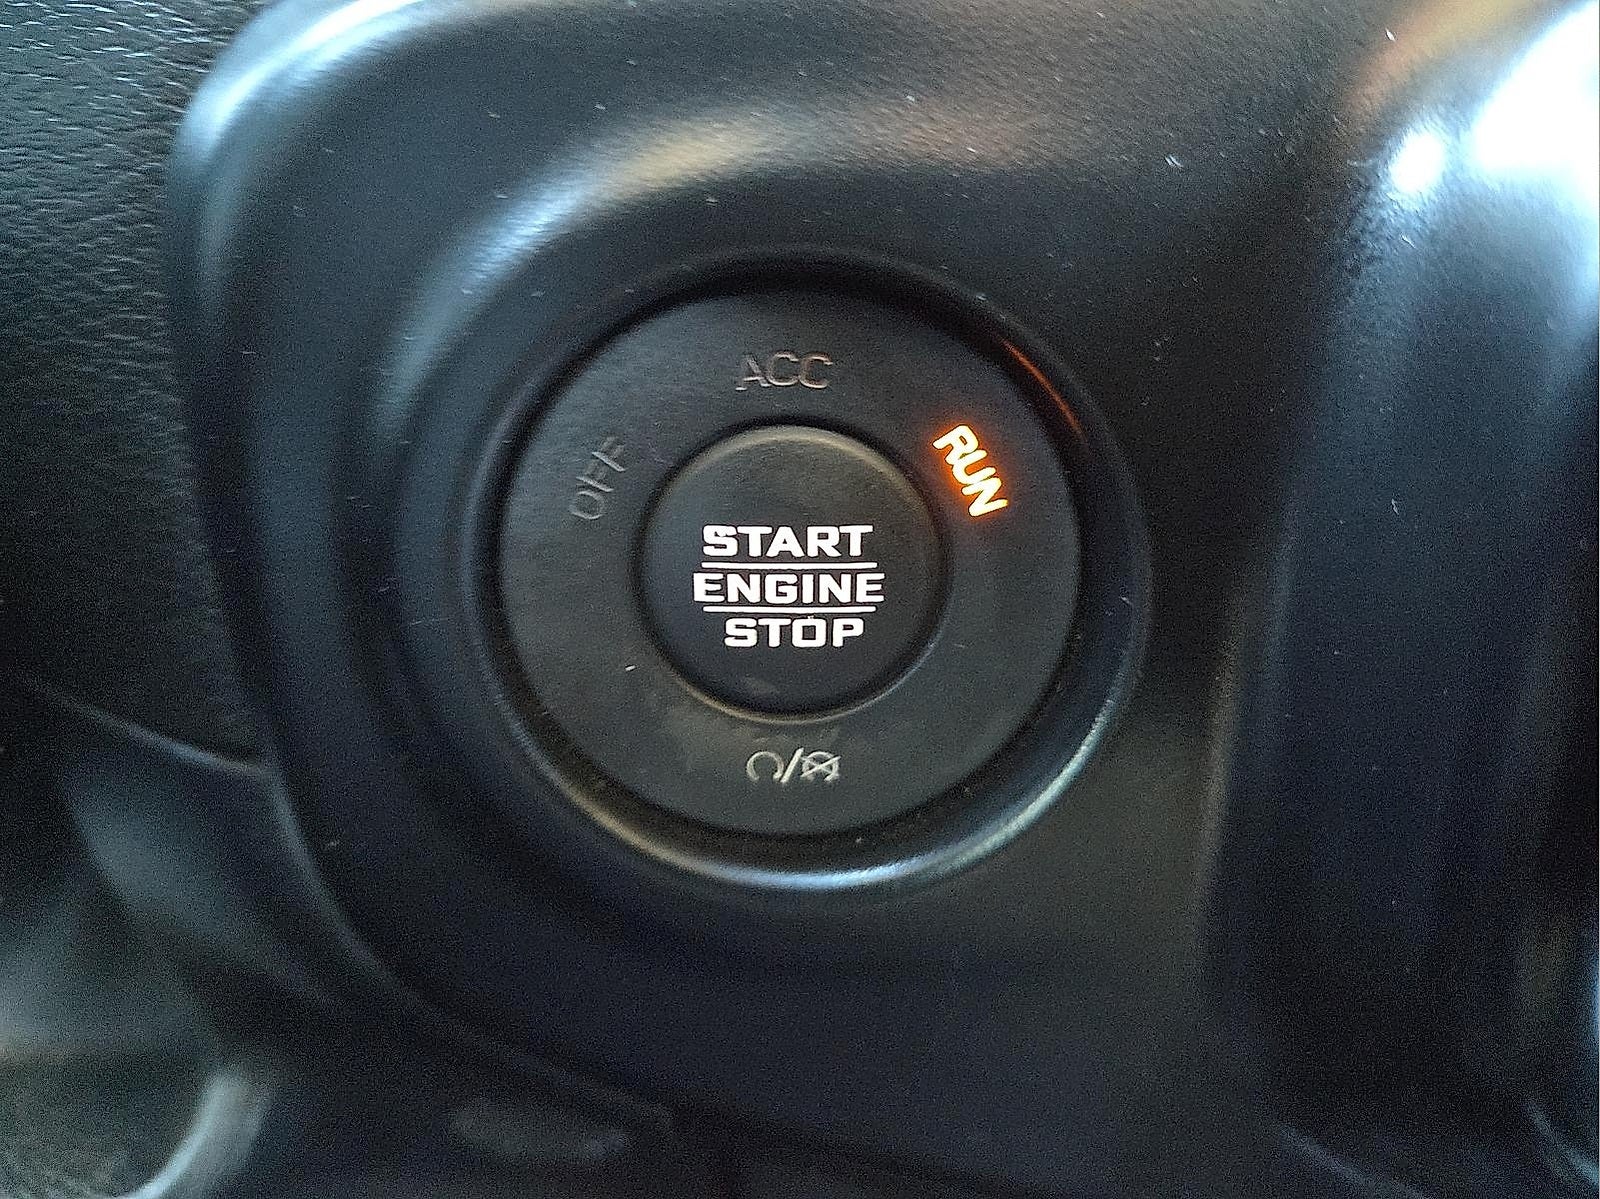 ACC
OFF
RUN
START
ENGINE
STOP